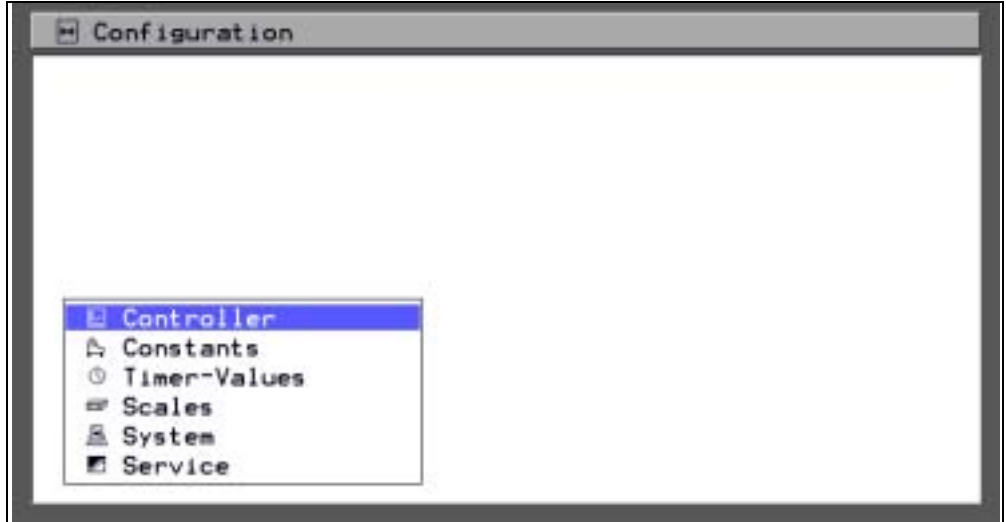 Configuration
Controller
Constants
Timer-Values
Scales
System
Service